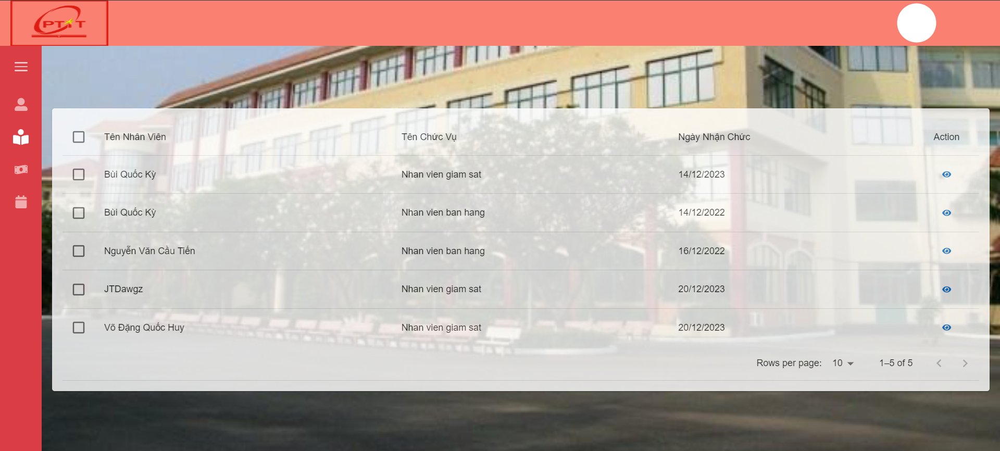 PTIT
Tên Nhân Viên Tên Chức Vụ Ngày Nhận Chức Action
Bùi Quốc Kỳ Nhan vien giam sat 14/12/2023
Bùi Quốc Kỳ Nhan vien ban hang 14/12/2022
Nguyễn Văn Cầu Tiến Nhan vien ban hang 16/12/2022
JTDawgz Nhan vien giam sat 20/12/2023
Võ Đặng Quốc Huy Nhan vien giam sat 20/12/2023
Rows per page: 10 1–5 of 5